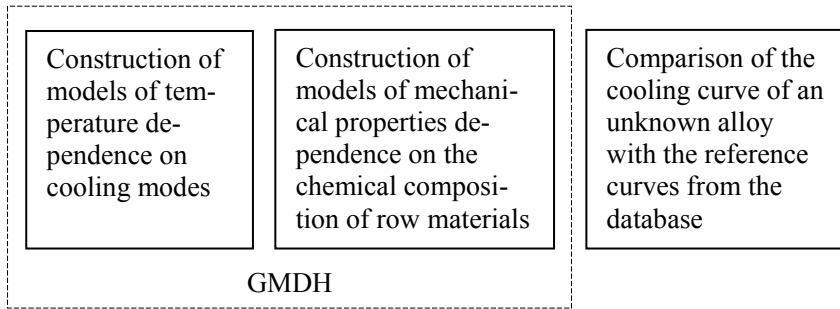 Construction of
models of tem-
perature de-
pendence on
cooling modes
Construction of
models of mechani-
cal properties de-
pendence on the
chemical composi-
tion of row materials
Comparison of the
cooling curve of an
unknown alloy
with the reference
curves from the
database
GMDH